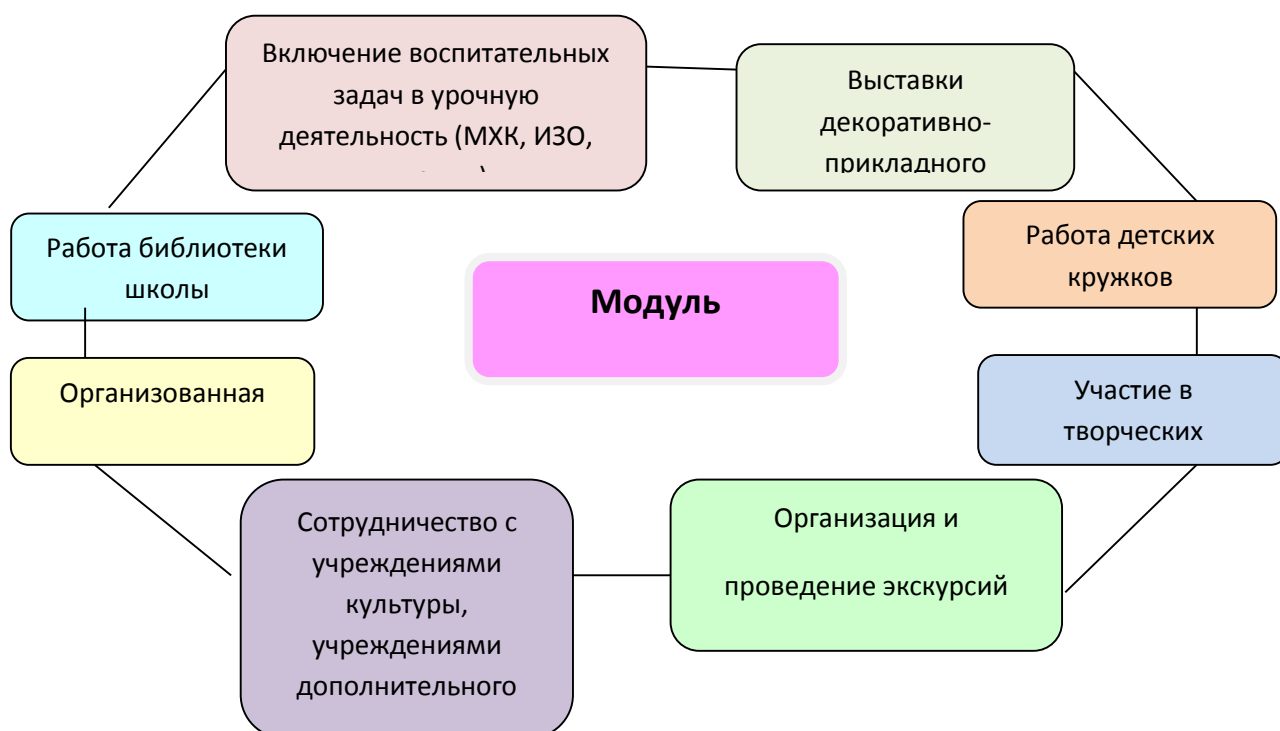 Включение воспитательных
задач в урочную
деятельность (МХК, ИЗО,
Выставки
декоративно-
прикладного
Работа библиотеки
школы
Модуль
Работа детских
кружков
Организованная
Участие в
творческих
Сотрудничество с
учреждениями
культуры,
учреждениями
дополнительного
Организация и
проведение экскурсий